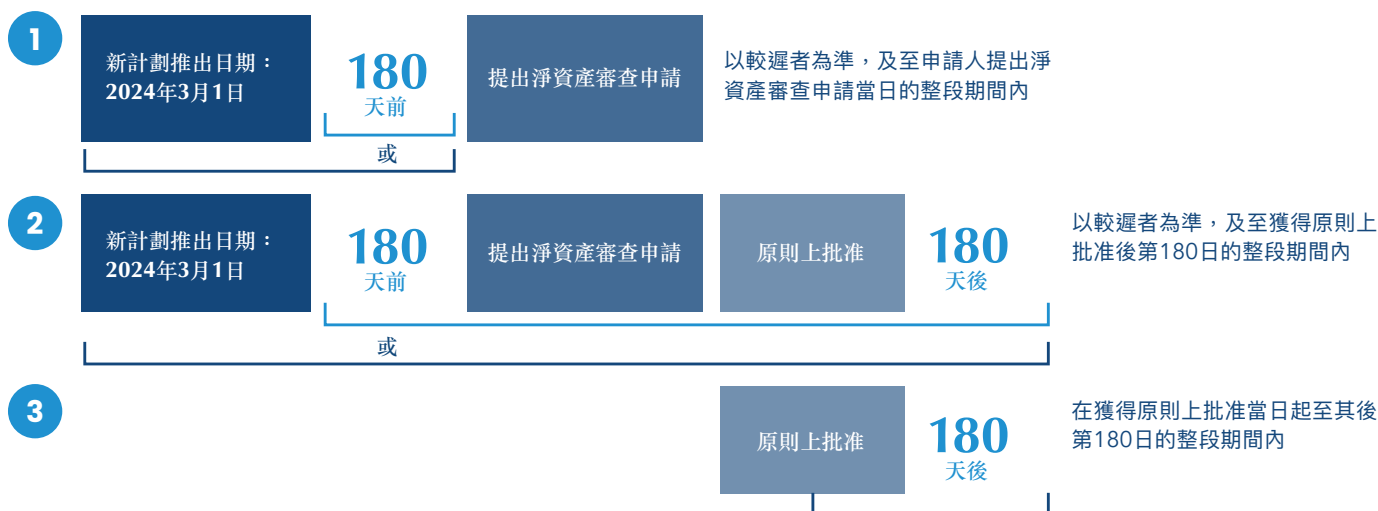 1
新計劃推出日期：
2024年3月1日
180
天前
提出淨資產審查申請
以較遲者為準，及至申請人提出淨
資產審查申請當日的整段期間內
或
2
新計劃推出日期：
2024年3月1日
180
天前
提出淨資產審查申請
原則上批准
180
天後
以較遲者為準，及至獲得原則上
批准後第180日的整段期間內
或
3
原則上批准
180
天後
在獲得原則上批准當日起至其後
第180日的整段期間內